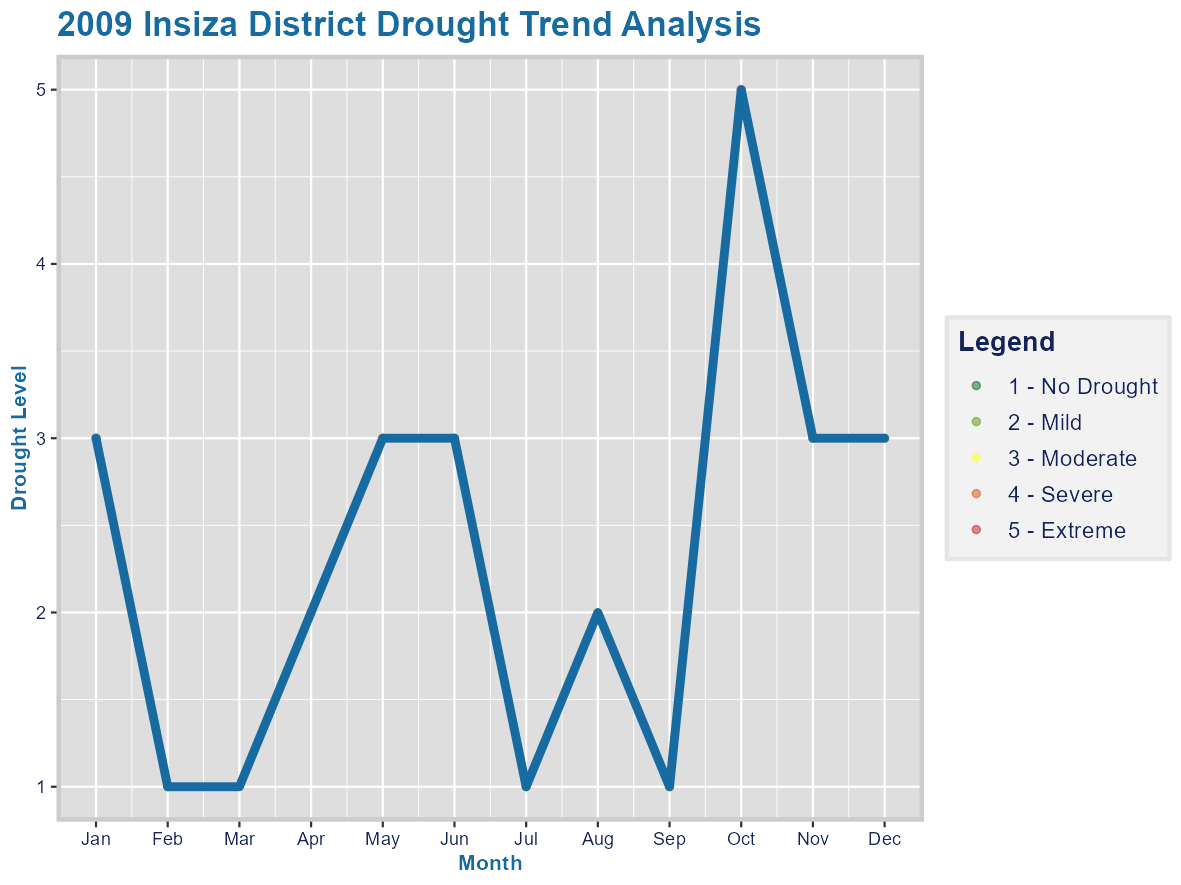 2009 Insiza District Drought Trend Analysis
Drought Level
5
4
3
2
1
Jan Feb Mar Apr May Jun Jul Aug Sep Oct Nov Dec
Month
Legend
1 - No Drought
2 - Mild
3 - Moderate
4 - Severe
5 - Extreme